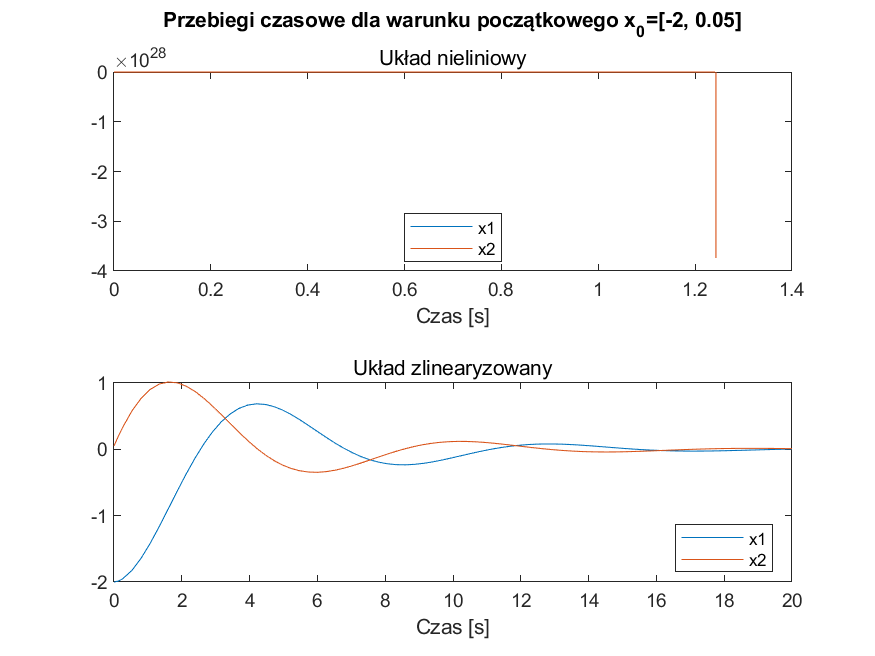 Przebiegi czasowe dla warunku początkowego x0=[-2, 0.05]
Układ nieliniowy
×10^28
0
-1
-2
-3
-4
x1
x2
0 0.2 0.4 0.6 0.8 1 1.2 1.4
Czas [s]
Układ zlinearyzowany
1
0
-1
-2
x1
x2
0 2 4 6 8 10 12 14 16 18 20
Czas [s]